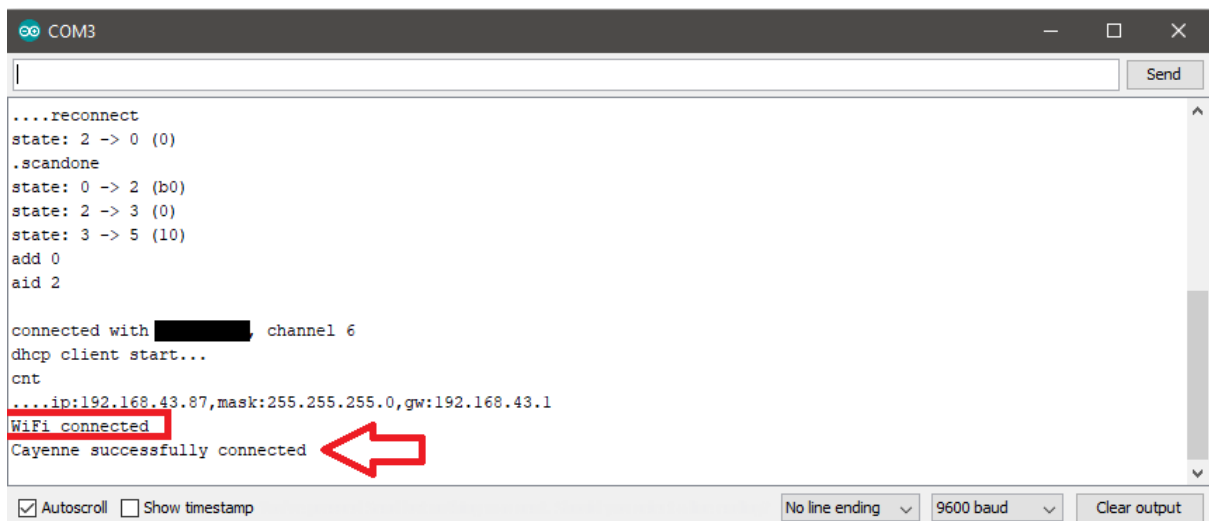 COM3
Send
....reconnect
state: 2 -> 0 (0)
.scandone
state: 0 -> 2 (b0)
state: 2 -> 3 (0)
state: 3 -> 5 (10)
add 0
aid 2
connected with , channel 6
dhcp client start...
cnt
....ip:192.168.43.87,mask:255.255.255.0,gw:192.168.43.1
WiFi connected
Cayenne successfully connected
Autoscroll Show timestamp No line ending 9600 baud Clear output